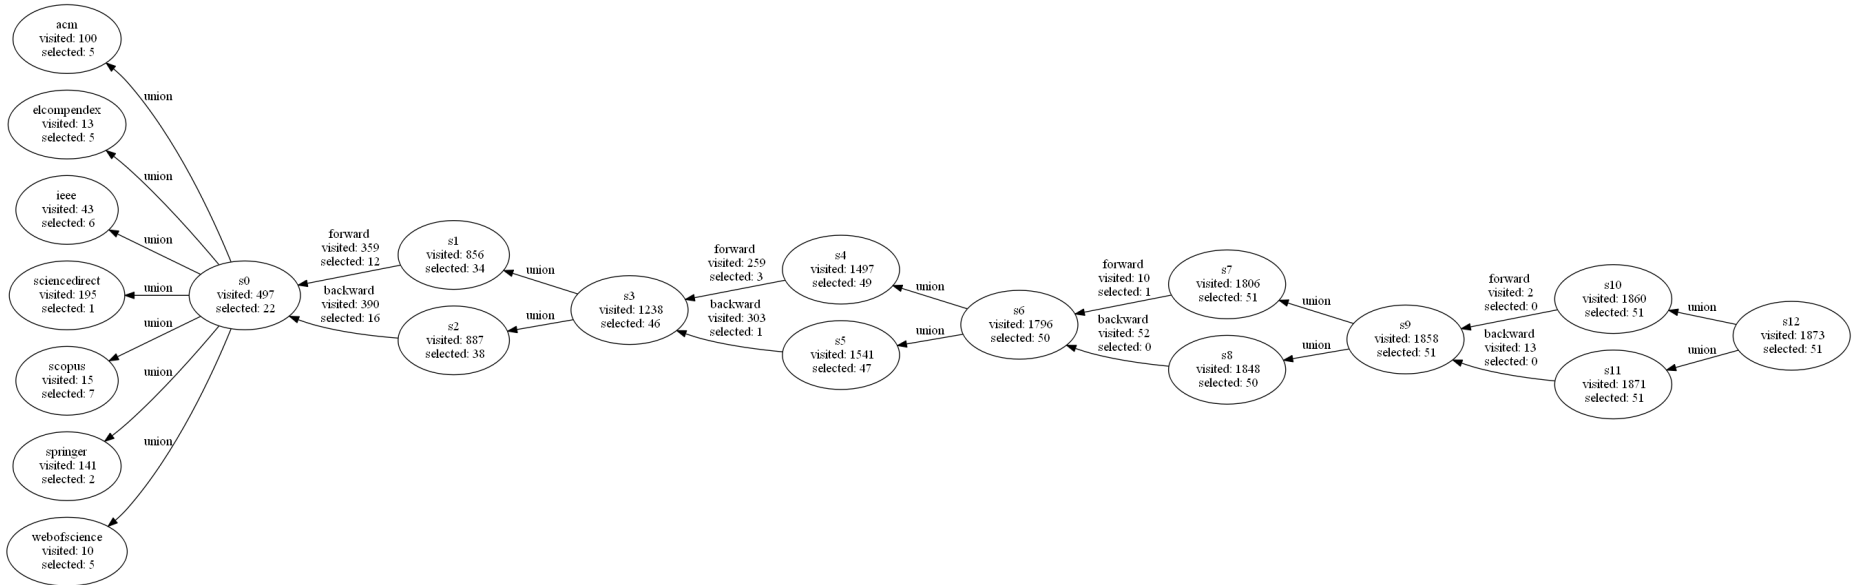 acm
visited: 100
selected: 5
union
elcompendex
visited: 13
selected: 5
union
ieee
visited: 43
selected: 6
union
sciencedirect
visited: 195
selected: 1
union
scopus
visited: 15
selected: 7
union
springer
visited: 141
selected: 2
union
webofscience
visited: 10
selected: 5
union
s0
visited: 497
selected: 22
forward
visited: 359
selected: 12
backward
visited: 390
selected: 16
s1
visited: 856
selected: 34
s2
visited: 887
selected: 38
union
union
s3
visited: 1238
selected: 46
forward
visited: 259
selected: 3
backward
visited: 303
selected: 1
s4
visited: 1497
selected: 49
s5
visited: 1541
selected: 47
union
union
s6
visited: 1796
selected: 50
forward
visited: 10
selected: 1
backward
visited: 52
selected: 0
s7
visited: 1806
selected: 51
s8
visited: 1848
selected: 50
union
union
s9
visited: 1858
selected: 51
forward
visited: 2
selected: 0
backward
visited: 13
selected: 0
s10
visited: 1860
selected: 51
s11
visited: 1871
selected: 51
union
union
s12
visited: 1873
selected: 51